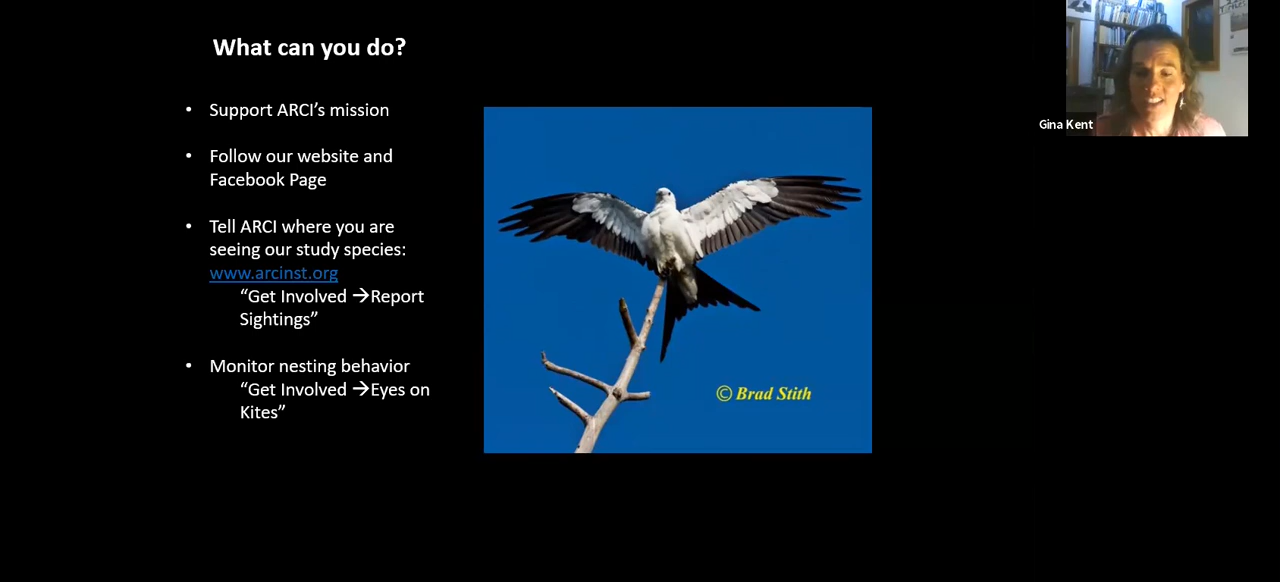 What can you do?
• Support ARCI's mission
• Follow our website and
Facebook Page
• Tell ARCI where you are
seeing our study species:
www.arcinst.org
“Get Involved →Report
Sightings”
• Monitor nesting behavior
“Get Involved →Eyes on
Kites”
© Brad Stith
Gina Kent